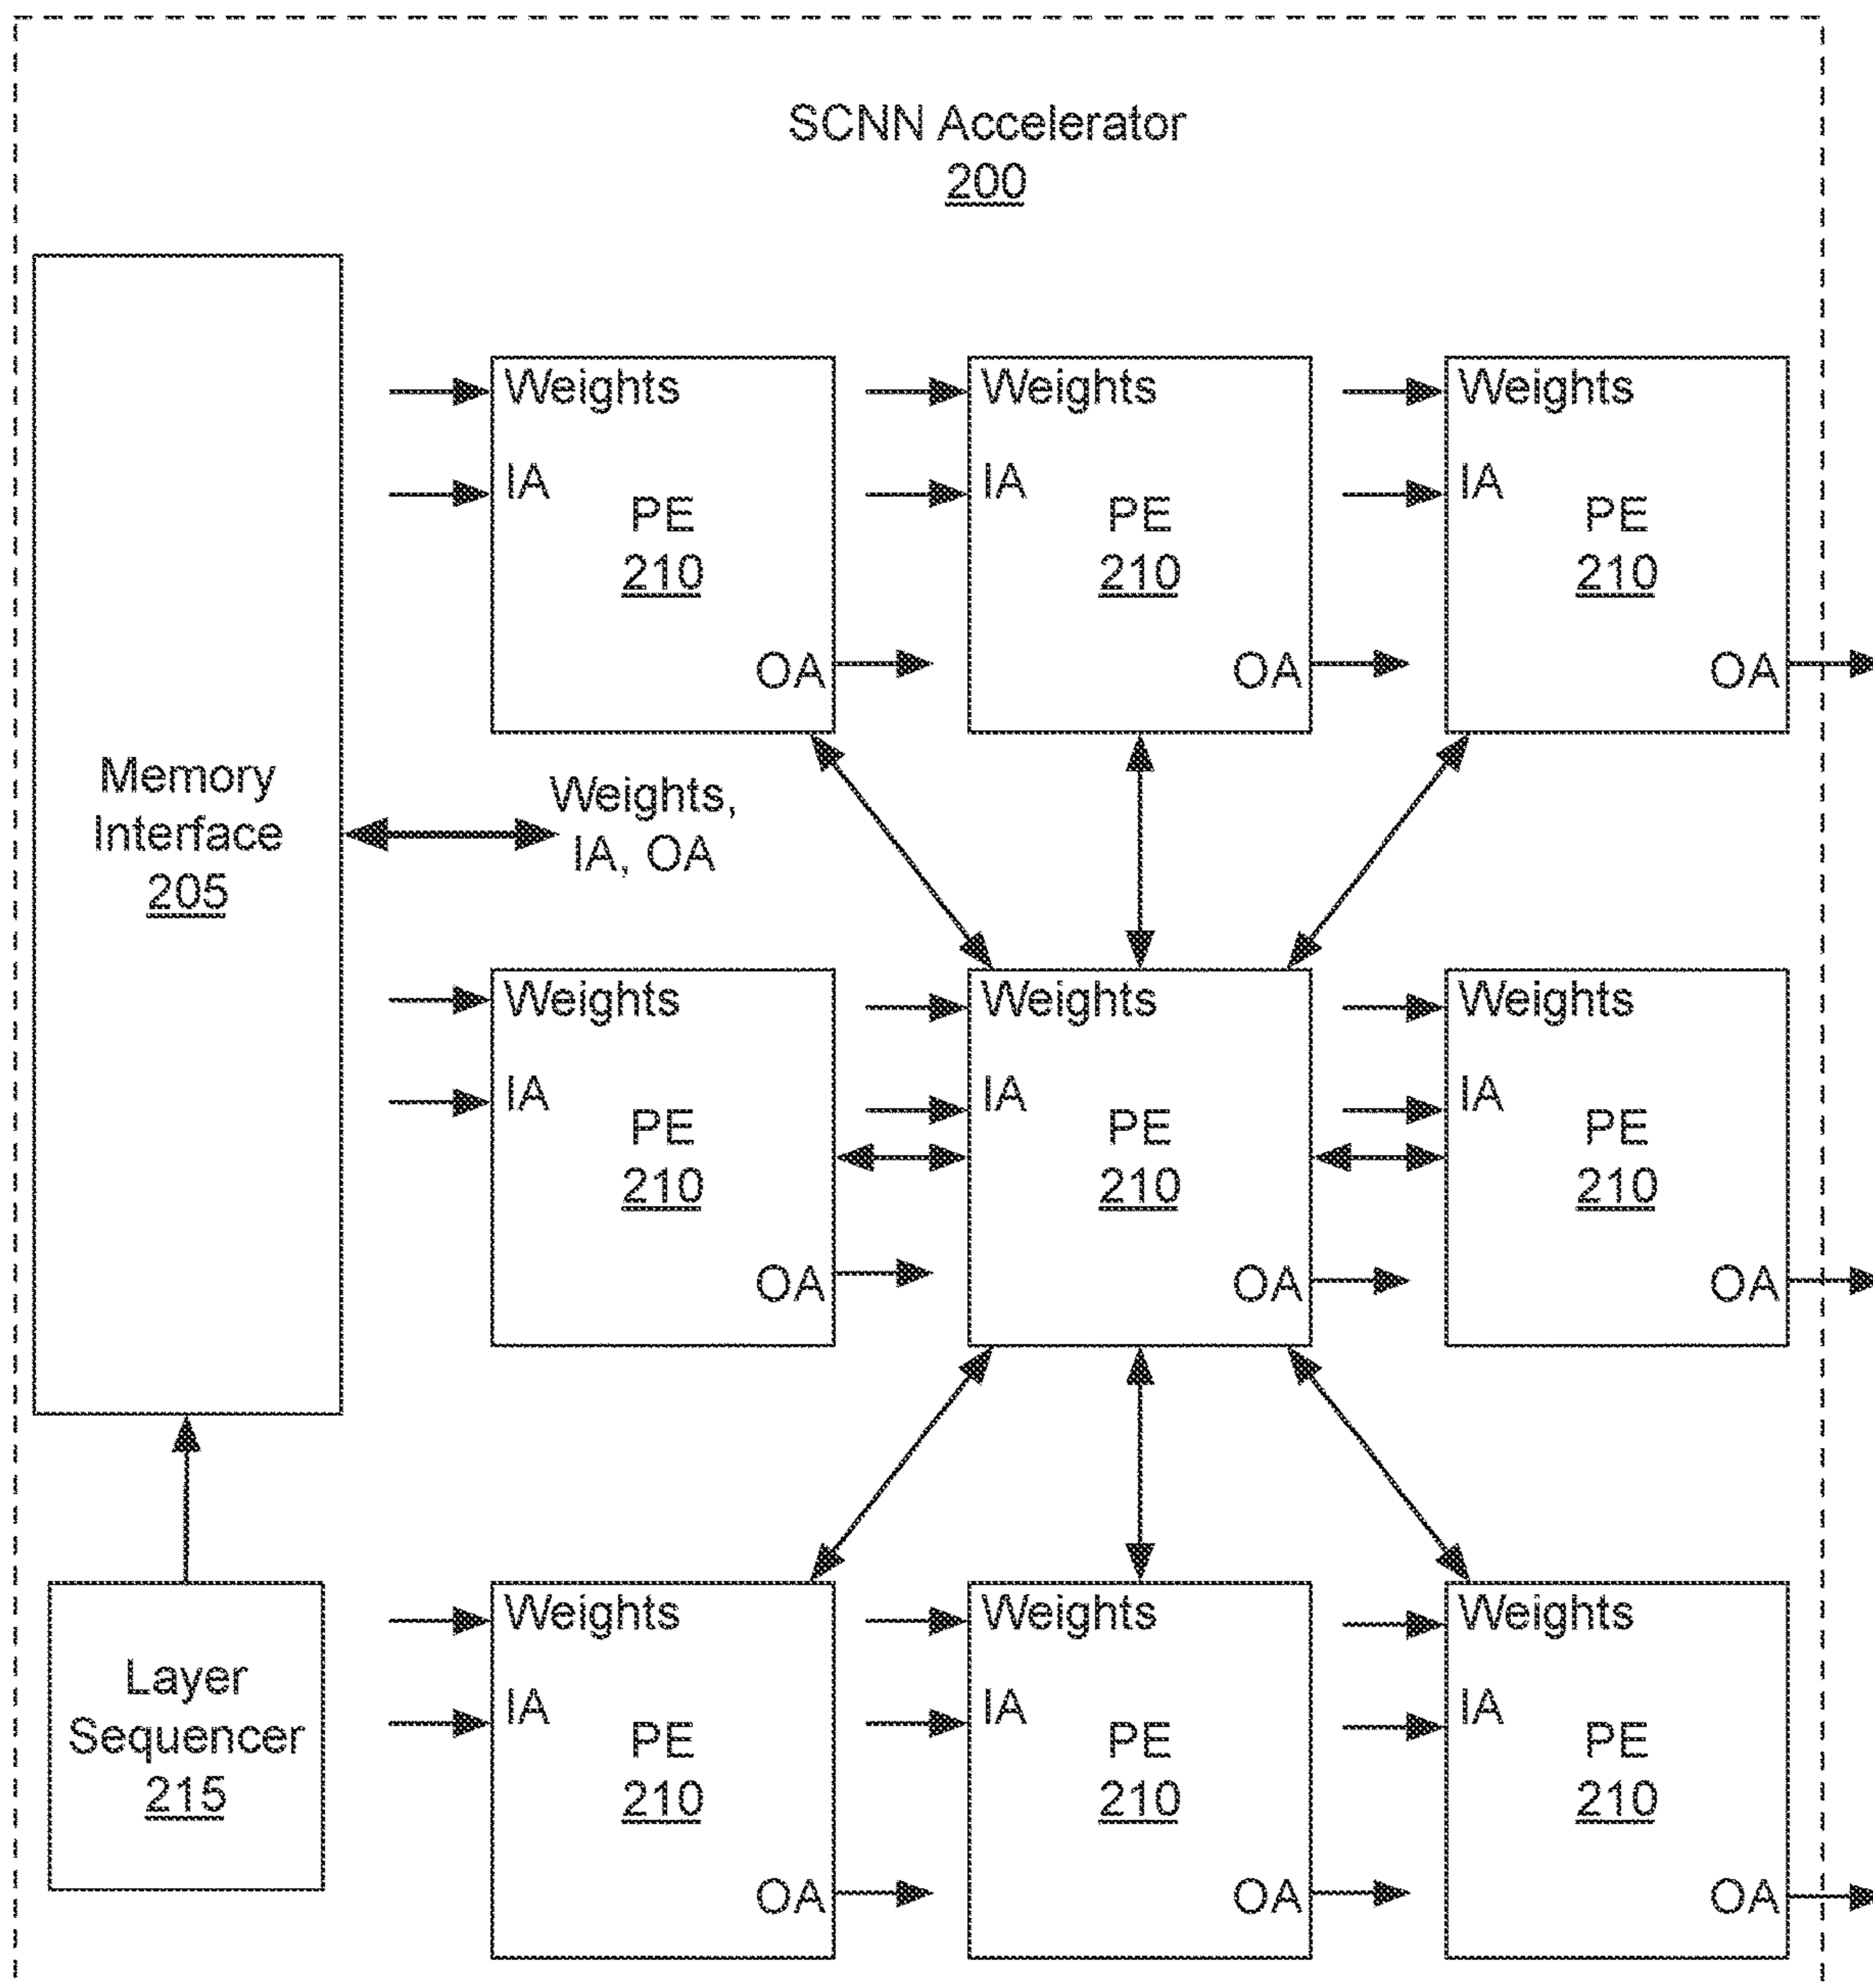 SCNN Accelerator
200
Weights
IA
PE
210
OA
Weights
IA
PE
210
OA
Weights
IA
PE
210
OA
Memory
Interface
205
Weights,
IA, OA
Weights
IA
PE
210
OA
Weights
IA
PE
210
OA
Weights
IA
PE
210
OA
Layer
Sequencer
215
Weights
IA
PE
210
OA
Weights
IA
PE
210
OA
Weights
IA
PE
210
OA